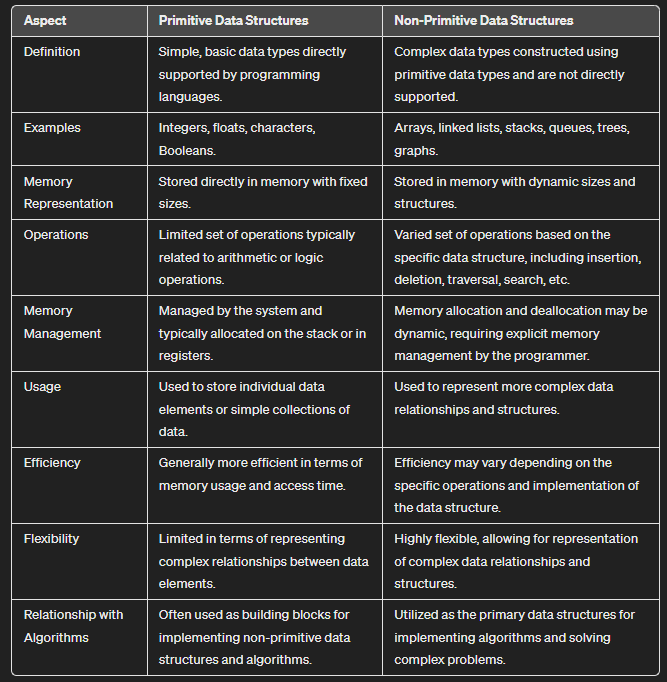 Aspect Primitive Data Structures Non-Primitive Data Structures
Definition Simple, basic data types directly Complex data types constructed using
supported by programming primitive data types and are not directly
languages. supported.
Examples Integers, floats, characters, Arrays, linked lists, stacks, queues, trees,
Booleans. graphs.
Memory Stored directly in memory with fixed Stored in memory with dynamic sizes and
Representation sizes. structures.
Operations Limited set of operations typically Varied set of operations based on the
related to arithmetic or logic specific data structure, including insertion,
operations. deletion, traversal, search, etc.
Memory Managed by the system and Memory allocation and deallocation may be
Management typically allocated on the stack or in dynamic, requiring explicit memory
registers. management by the programmer.
Usage Used to store individual data Used to represent more complex data
elements or simple collections of relationships and structures.
data.
Efficiency Generally more efficient in terms of Efficiency may vary depending on the
memory usage and access time. specific operations and implementation of
the data structure.
Flexibility Limited in terms of representing Highly flexible, allowing for representation
complex relationships between data of complex data relationships and
elements. structures.
Relationship with Often used as building blocks for Utilized as the primary data structures for
Algorithms implementing non-primitive data implementing algorithms and solving
structures and algorithms. complex problems.